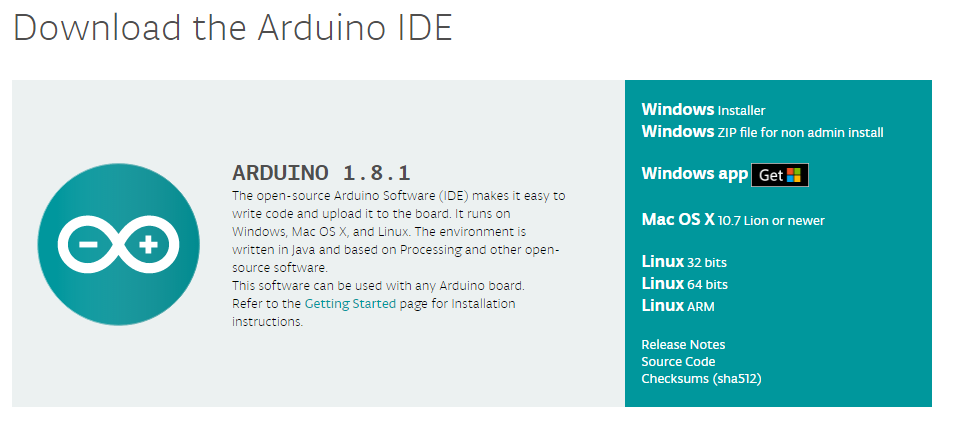 Download the Arduino IDE
ARDUINO 1.8.1
The open-source Arduino Software (IDE) makes it easy to
write code and upload it to the board. It runs on
Windows, Mac OS X, and Linux. The environment is
written in Java and based on Processing and other open-
source software.
This software can be used with any Arduino board.
Refer to the Getting Started page for Installation
instructions.
Windows Installer
Windows ZIP file for non admin install
Windows app Get
Mac OS X 10.7 Lion or newer
Linux 32 bits
Linux 64 bits
Linux ARM
Release Notes
Source Code
Checksums (sha512)